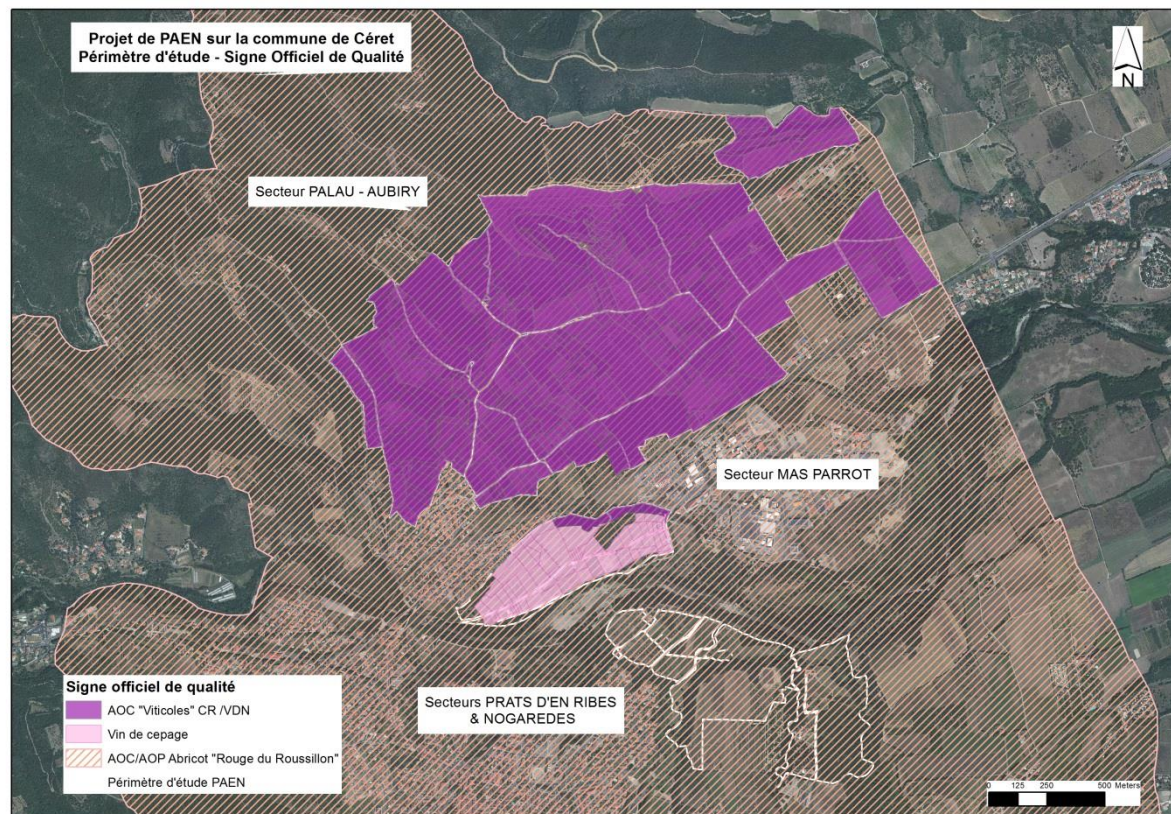 Projet de PAEN sur la commune de Céret
Périmètre d'étude - Signe Officiel de Qualité
N
Secteur PALAU - AUBIRY
Secteur MAS PARROT
Secteurs PRATS D'EN RIBES
& NOGAREDES
Signe officiel de qualité
AOC "Viticoles" CR /VDN
Vin de cepage
AOC/AOP Abricot "Rouge du Roussillon"
Périmètre d'étude PAEN
0 125 250 500 Meters